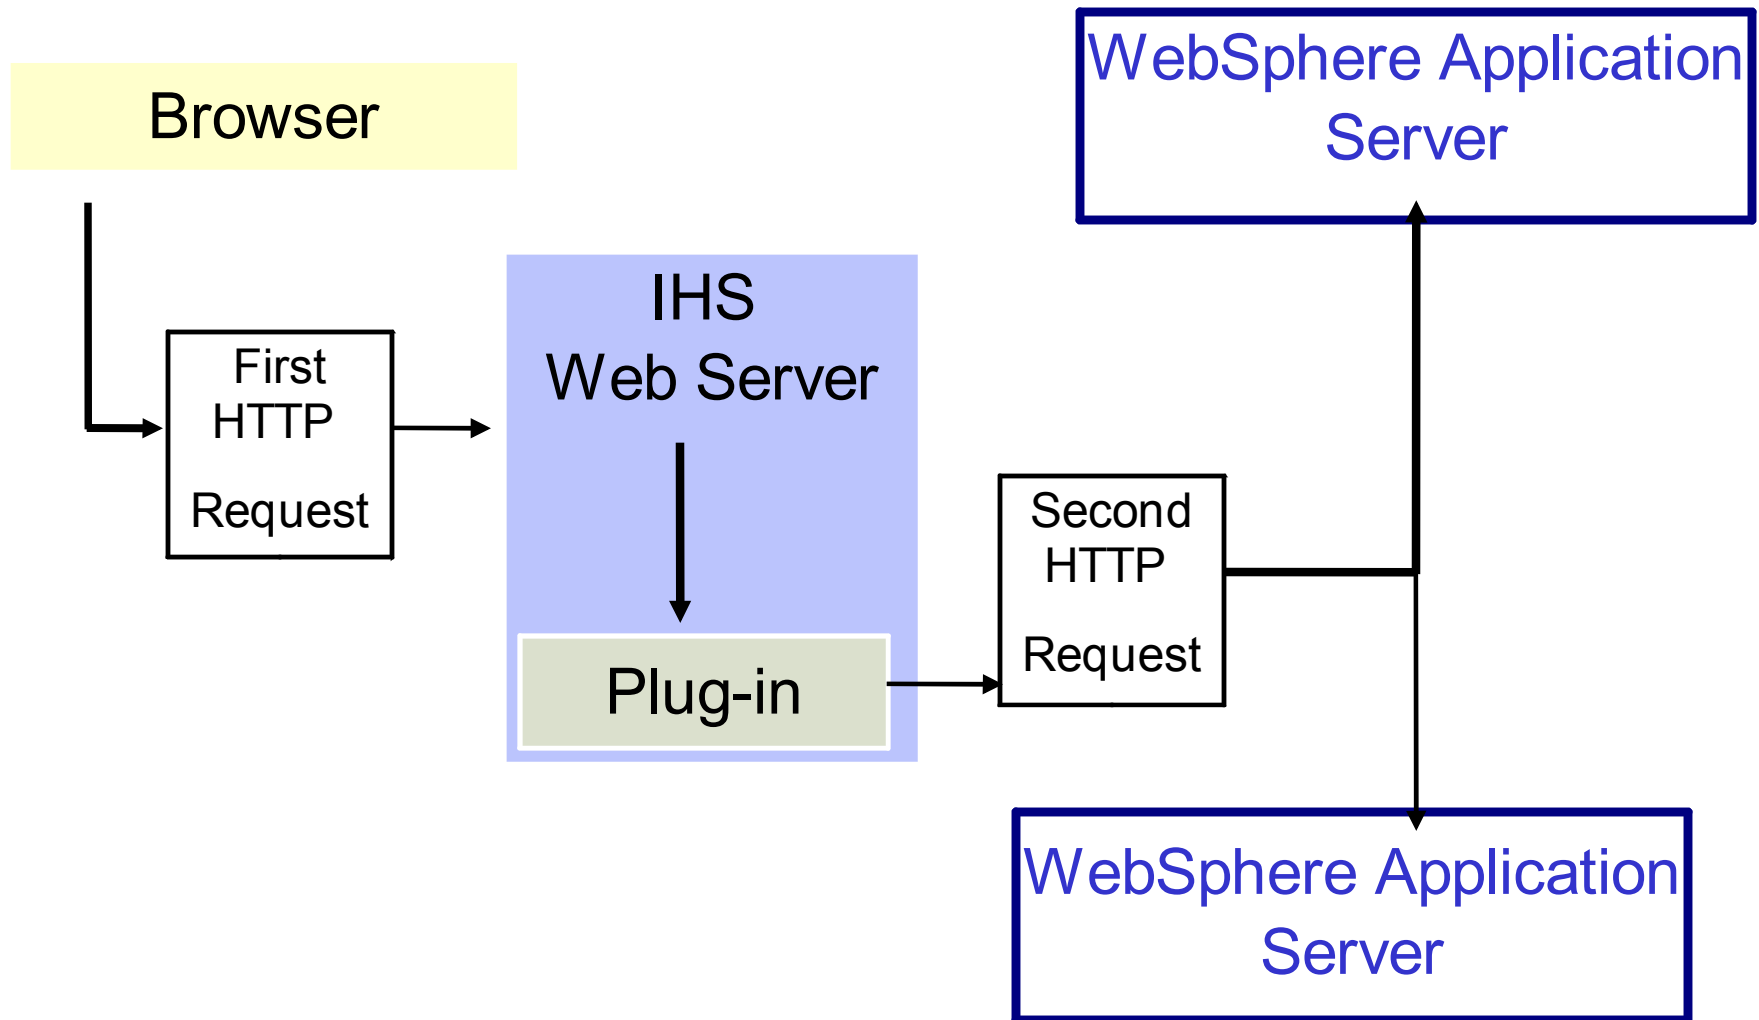 Browser
First
HTTP
Request
IHS
Web Server
Plug-in
Second
HTTP
Request
WebSphere Application
Server
WebSphere Application
Server